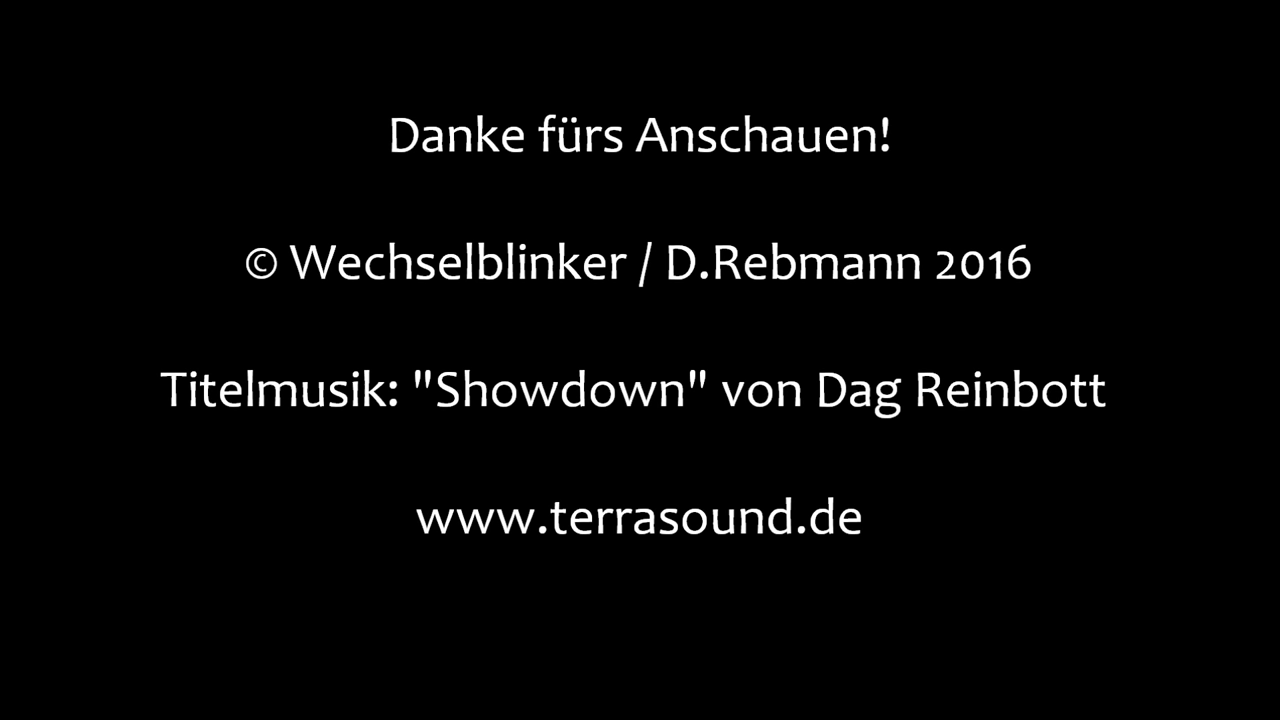 Danke fürs Anschauen!
© Wechselblinker / D.Rebmann 2016
Titelmusik: "Showdown" von Dag Reinbott
www.terrasound.de